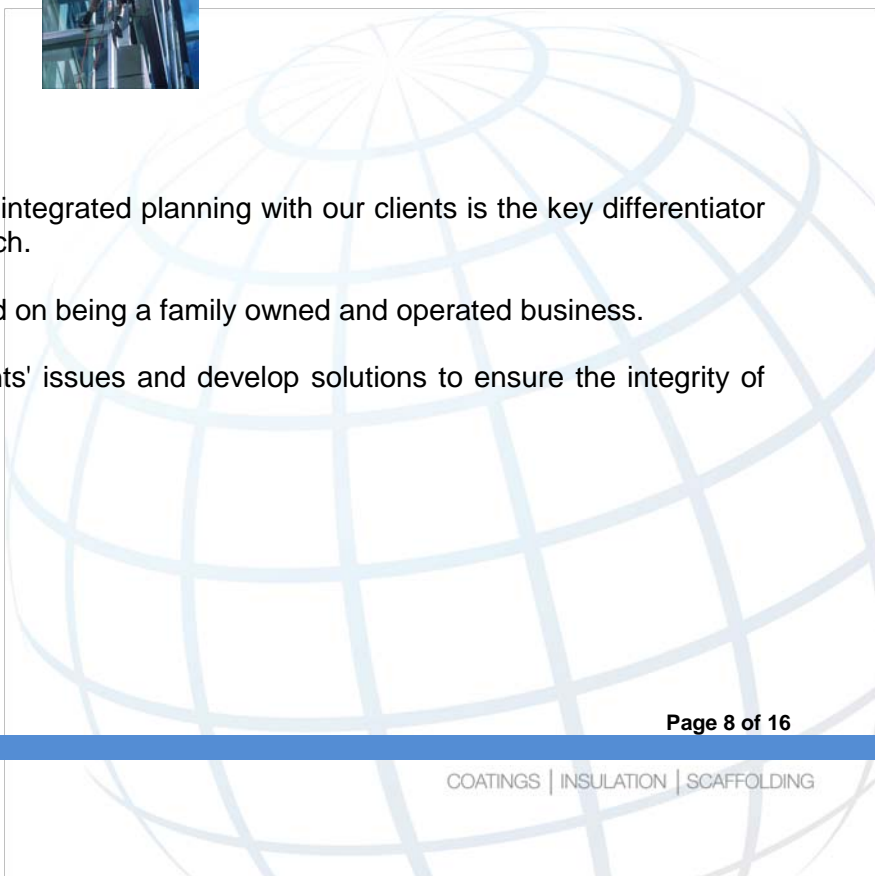 integrated planning with our clients is the key differentiator
ch.
d on being a family owned and operated business.
nts' issues and develop solutions to ensure the integrity of
Page 8 of 16
COATINGS | INSULATION | SCAFFOLDING